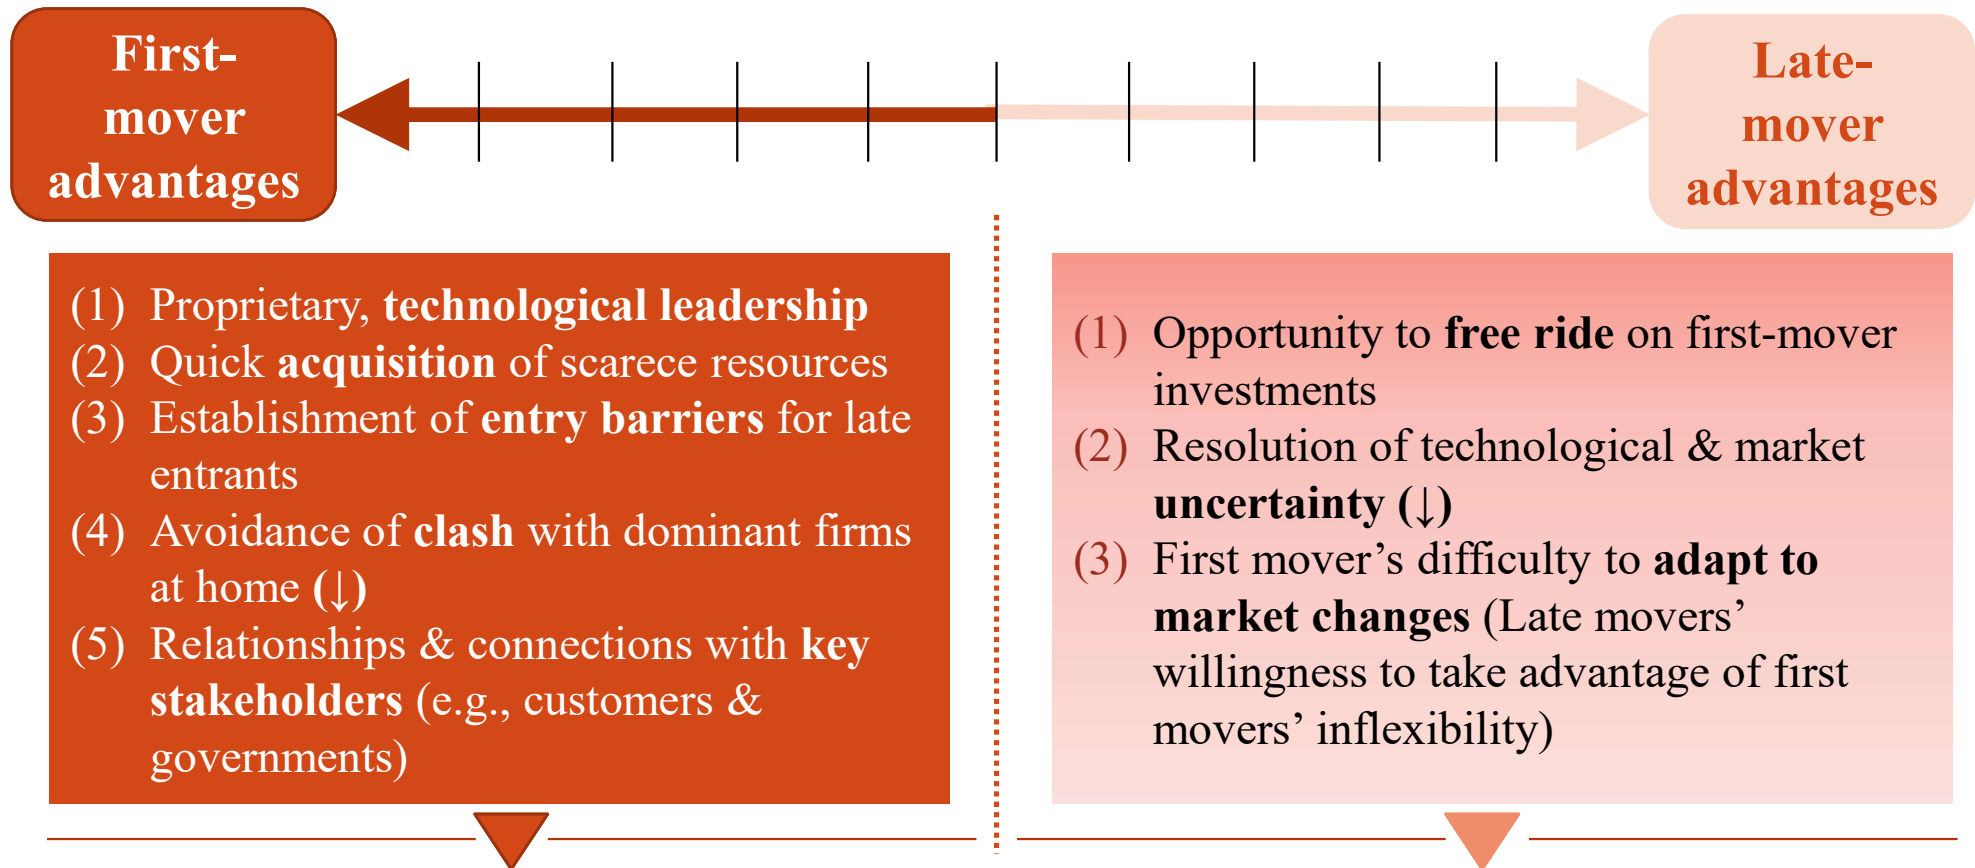 First-
mover
advantages
Late-
mover
advantages
(1) Proprietary, technological leadership
(2) Quick acquisition of scarece resources
(3) Establishment of entry barriers for late
entrants
(4) Avoidance of clash with dominant firms
at home (↓)
(5) Relationships & connections with key
stakeholders (e.g., customers &
governments)
(1) Opportunity to free ride on first-mover
investments
(2) Resolution of technological & market
uncertainty (↓)
(3) First mover’s difficulty to adapt to
market changes (Late movers’
willingness to take advantage of first
movers’ inflexibility)